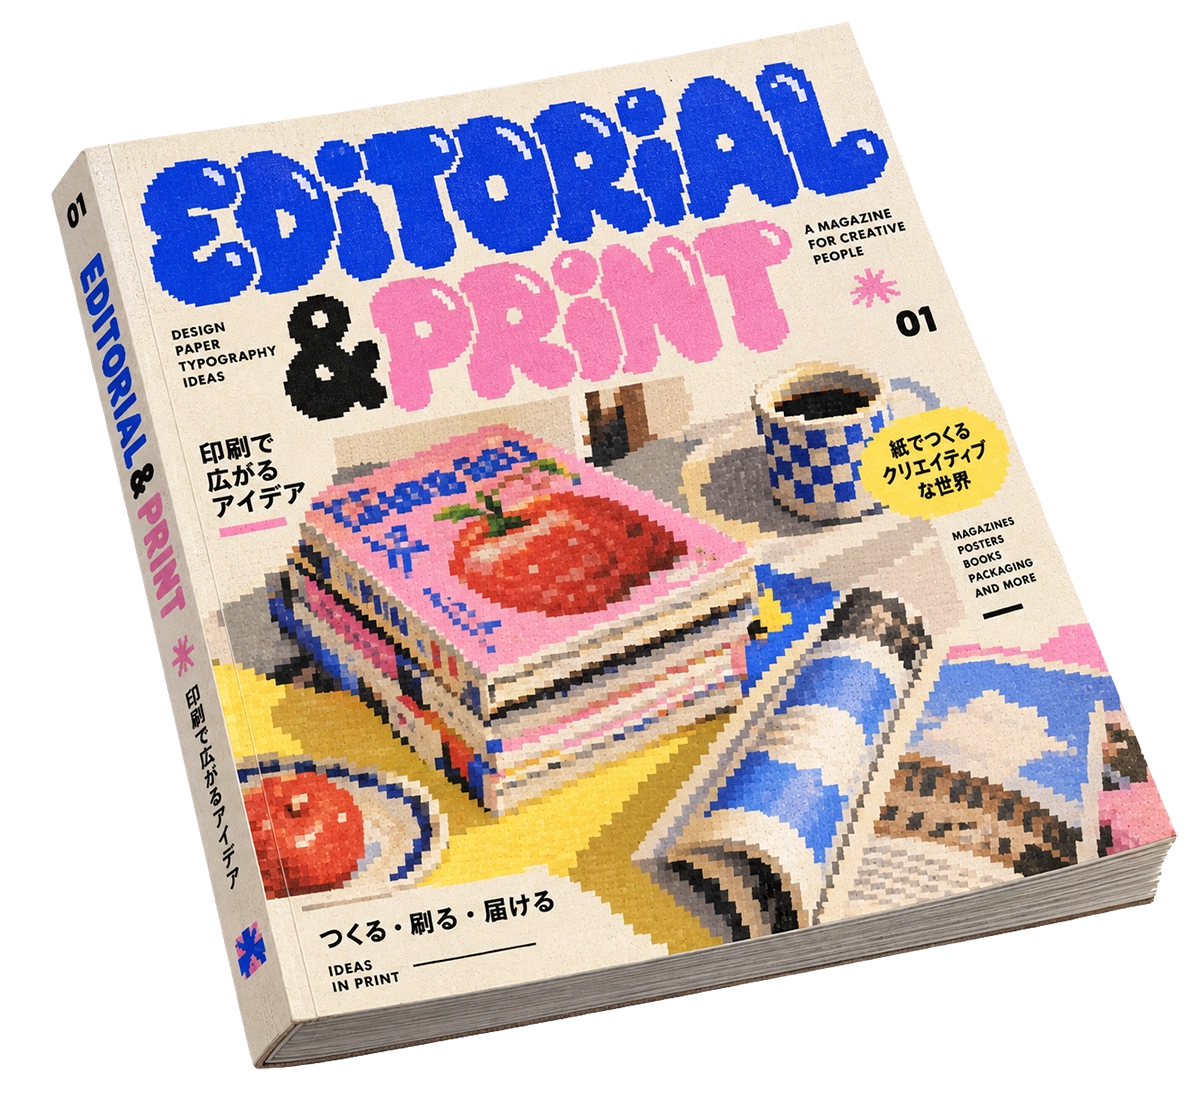 EDITORIAL
& PRINT
A MAGAZINE
FOR CREATIVE
PEOPLE
01
DESIGN
PAPER
TYPOGRAPHY
IDEAS
印刷で
広がる
アイデア
紙でつくる
クリエイティブ
な世界
MAGAZINES
POSTERS
BOOKS
PACKAGING
AND MORE
つくる・刷る・届ける
IDEAS
IN PRINT
01
EDITORIAL & PRINT
印刷で広がるアイデア